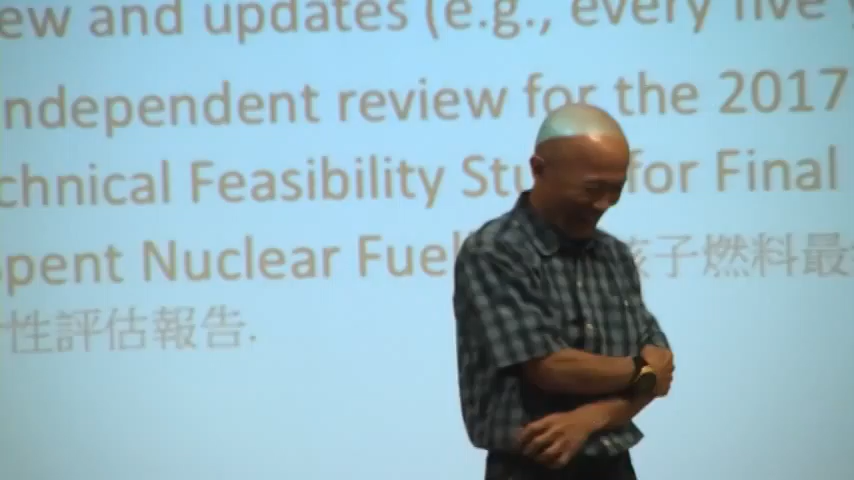 ew and updates (e.g., every five
ndependent review for the 2017
chnical Feasibility Stu for Final
Spent Nuclear Fuel 核子燃料最
性評估報告.